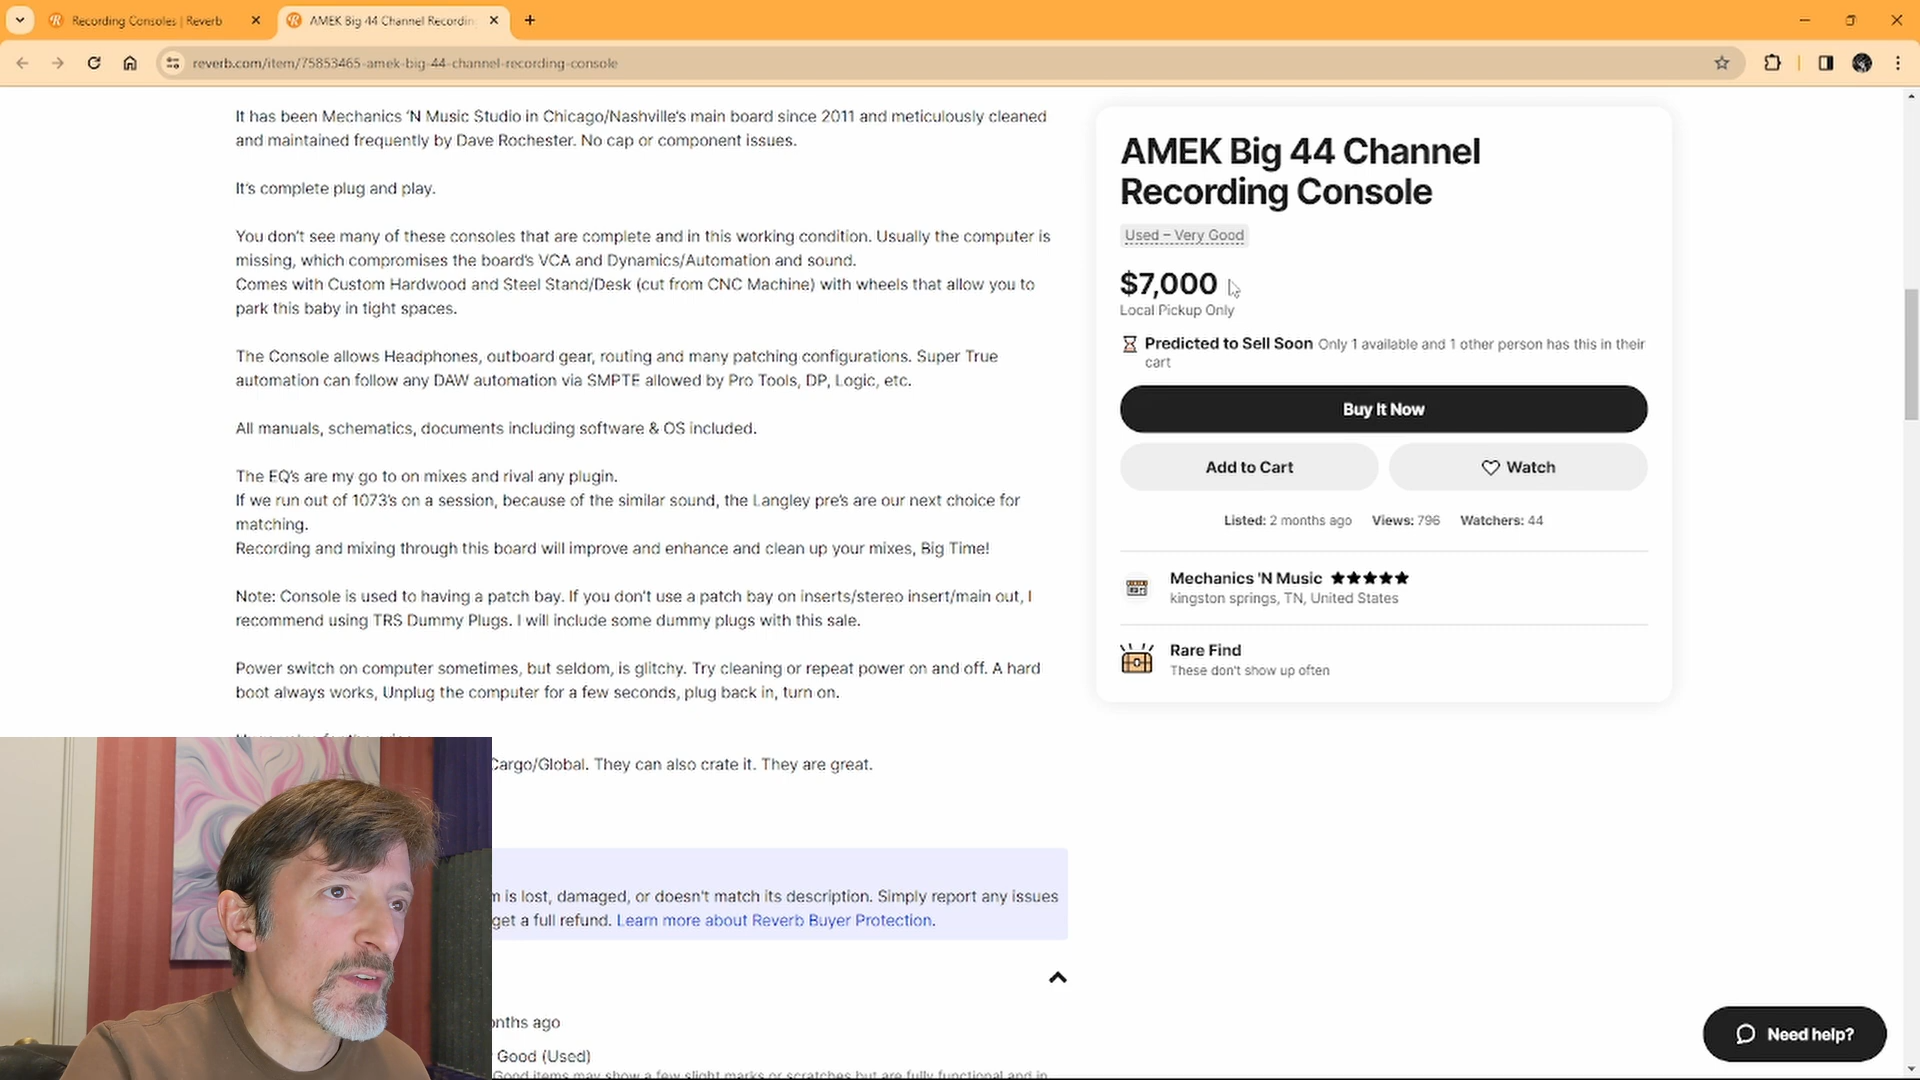 Recording Consoles | Reverb
AMEK Big 44 Channel Recordin
reverb.com/item/75853465-amek-big-44-channel-recording-console
It has been Mechanics ‘N Music Studio in Chicago/Nashville’s main board since 2011 and meticulously cleaned
and maintained frequently by Dave Rochester. No cap or component issues.
It’s complete plug and play.
You don’t see many of these consoles that are complete and in this working condition. Usually the computer is
missing, which compromises the board’s VCA and Dynamics/Automation and sound.
Comes with Custom Hardwood and Steel Stand/Desk (cut from CNC Machine) with wheels that allow you to
park this baby in tight spaces.
The Console allows Headphones, outboard gear, routing and many patching configurations. Super True
automation can follow any DAW automation via SMPTE allowed by Pro Tools, DP, Logic, etc.
All manuals, schematics, documents including software & OS included.
The EQ’s are my go to on mixes and rival any plugin.
If we run out of 1073’s on a session, because of the similar sound, the Langley pre’s are our next choice for
matching.
Recording and mixing through this board will improve and enhance and clean up your mixes, Big Time!
Note: Console is used to having a patch bay. If you don’t use a patch bay on inserts/stereo insert/main out, I
recommend using TRS Dummy Plugs. I will include some dummy plugs with this sale.
Power switch on computer sometimes, but seldom, is glitchy. Try cleaning or repeat power on and off. A hard
boot always works, Unplug the computer for a few seconds, plug back in, turn on.
Cargo/Global. They can also crate it. They are great.
m is lost, damaged, or doesn't match its description. Simply report any issues
get a full refund. Learn more about Reverb Buyer Protection.
onths ago
Good (Used)
Good items may show a few slight marks or scratches but are fully functional and in
AMEK Big 44 Channel
Recording Console
Used – Very Good
$7,000
Local Pickup Only
Predicted to Sell Soon Only 1 available and 1 other person has this in their
cart
Buy It Now
Add to Cart
Watch
Listed: 2 months ago Views: 796 Watchers: 44
Mechanics 'N Music ★★★★★
kingston springs, TN, United States
Rare Find
These don't show up often
Need help?